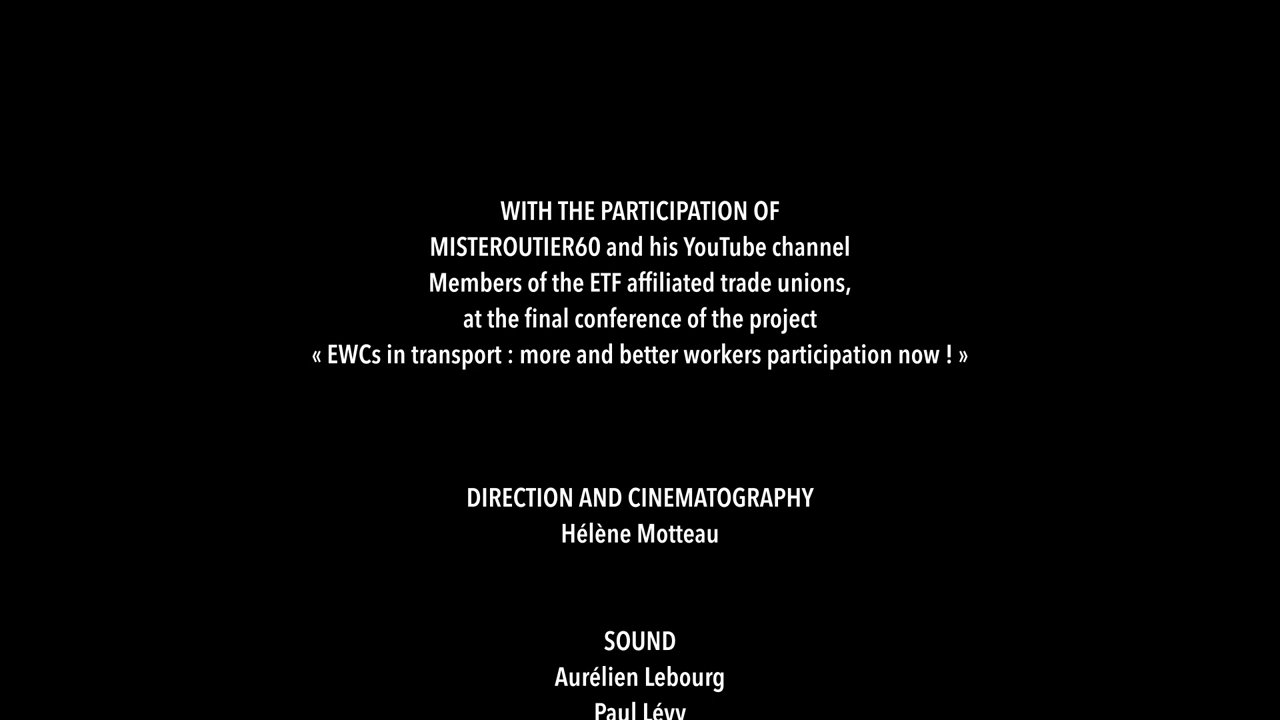 WITH THE PARTICIPATION OF
MISTEROUTIER60 and his YouTube channel
Members of the ETF affiliated trade unions,
at the final conference of the project
« EWCs in transport : more and better workers participation now ! »
DIRECTION AND CINEMATOGRAPHY
Hélène Motteau
SOUND
Aurélien Lebourg
Paul Lévy